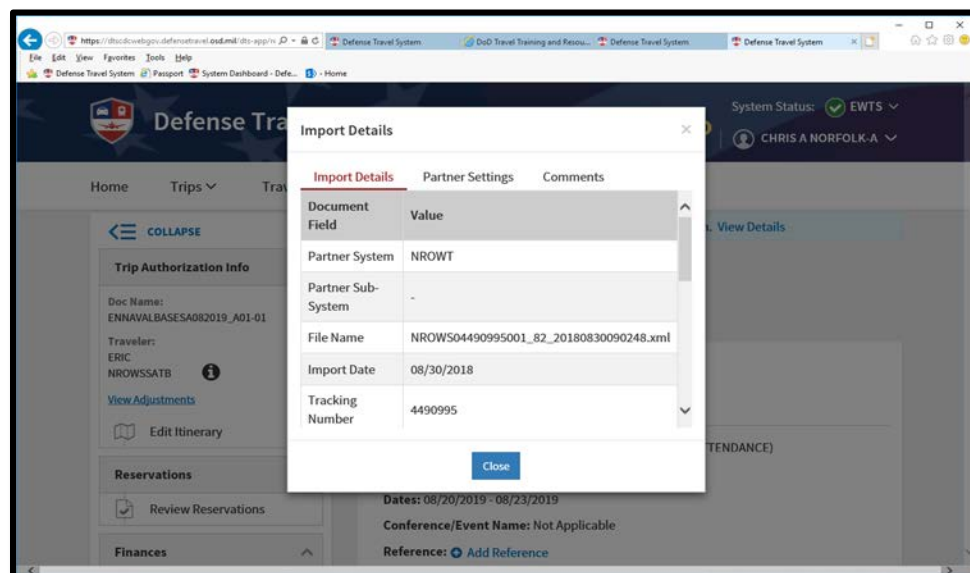 https://dtscdcwebgov.defensetravel.osd.mil/dts-app/
Defense Travel System
DoD Travel Training and Resou...
Defense Travel System
Defense Travel System
File Edit View Favorites Tools Help
Defense Travel System Passport System Dashboard - Defe... - Home
Defense Tra
System Status: EWTS
CHRIS A NORFOLK-A
Home Trips Trav
COLLAPSE
. View Details
Trip Authorization Info
Doc Name:
ENNAVALBASESA082019_A01-01
Traveler:
ERIC
NROWSSATB
View Adjustments
Edit Itinerary
Reservations
Review Reservations
Finances
Import Details
Import Details Partner Settings Comments
Document Field Value
Partner System NROWT
Partner Sub-System -
File Name NROWS04490995001_82_20180830090248.xml
Import Date 08/30/2018
Tracking Number 4490995
Close
TENDANCE)
Dates: 08/20/2019 - 08/23/2019
Conference/Event Name: Not Applicable
Reference: Add Reference